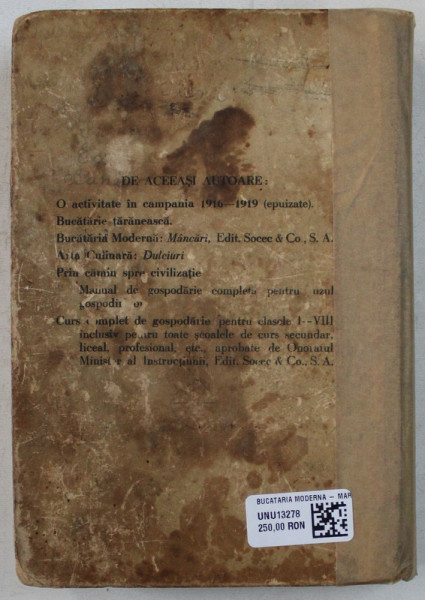 DE ACEEAȘI AUTOARE:
O activitate în campania 1916—1919 (epuizate).
Bucătărie țărănească.
Bucătăria Modernă: Mâncări, Edit. Socec & Co., S. A.
Arta Culinară: Dulciuri
Prin cămin spre civilizație
Manual de gospodărie complet pentru uzul
Curs complet de gospodărie pentru clasele I--VIII
inclusiv pentru toate școalele de curs secundar,
liceal, profesional, etc., aprobate de Onoratul
Minister al Instrucțiunii, Edit. Socec & Co., S. A.
BUCATARIA MODERNA – MAR
UNU13278
250,00 RON